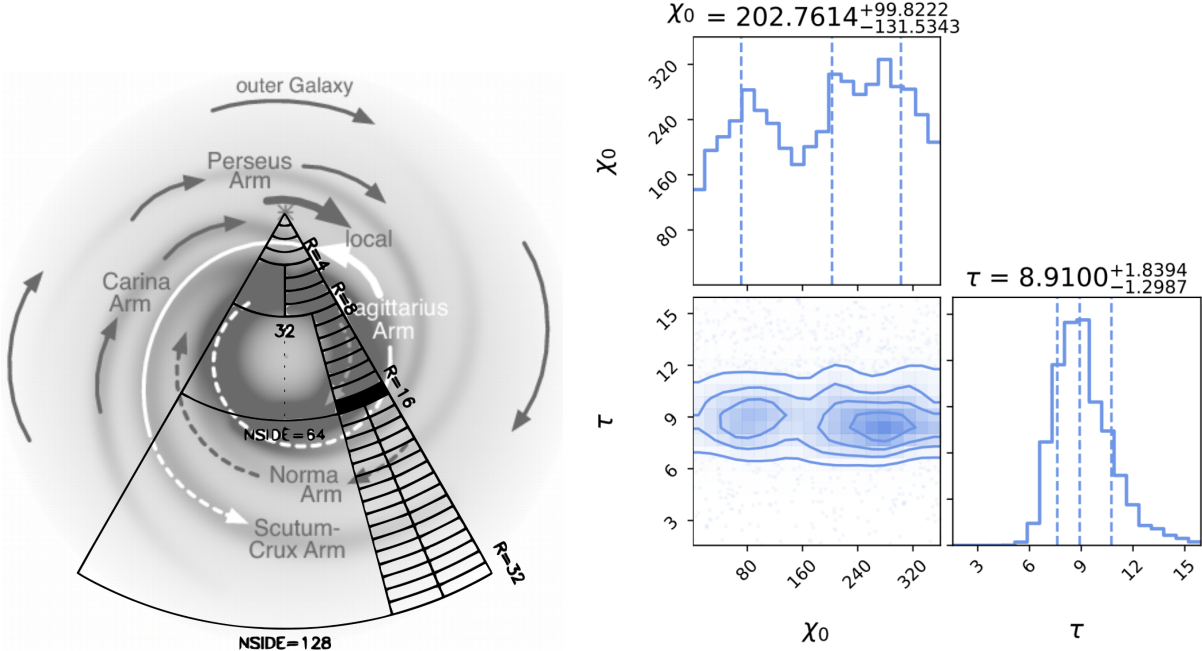 outer Galaxy
Perseus
Arm
local
R=4
Carina
Arm
R=8
agittarius
Arm
32
R=16
NSIDE=64
Norma
Arm
Scutum-
Crux Arm
R=32
NSIDE=128
χ₀ = 202.7614 +99.8222 −131.5343
320
240
160
80
χ₀
τ = 8.9100 +1.8394 −1.2987
15
12
9
6
3
τ
80 160 240 320
χ₀
3 6 9 12 15
τ